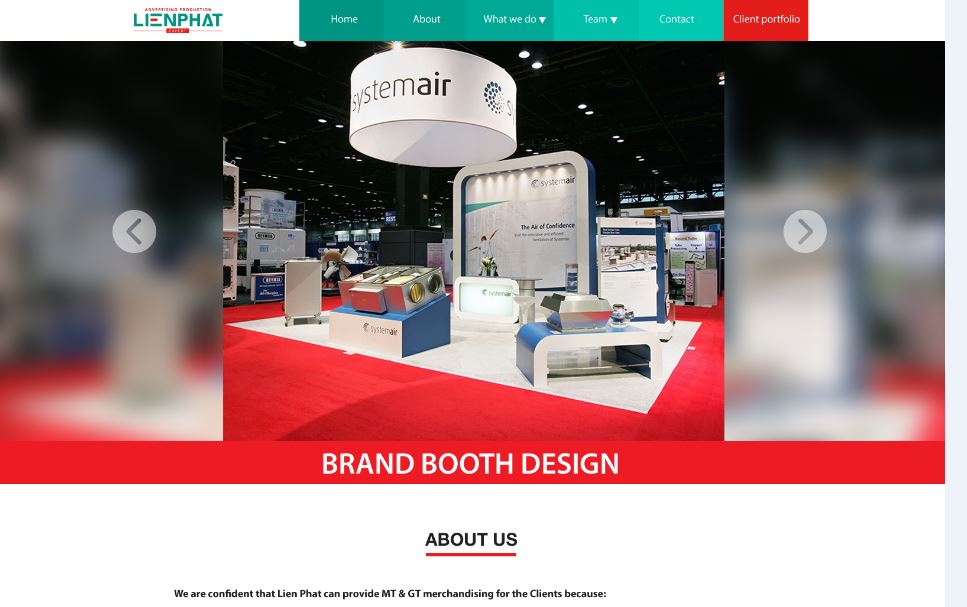 ADVERTISING PRODUCTION
LIENPHAT
EXPERT
Home
About
What we do ▼
Team ▼
Contact
Client portfolio
systemair
S
systemair
The Air of Confidence
systemair
systemair
BRAND BOOTH DESIGN
ABOUT US
We are confident that Lien Phat can provide MT & GT merchandising for the Clients because: